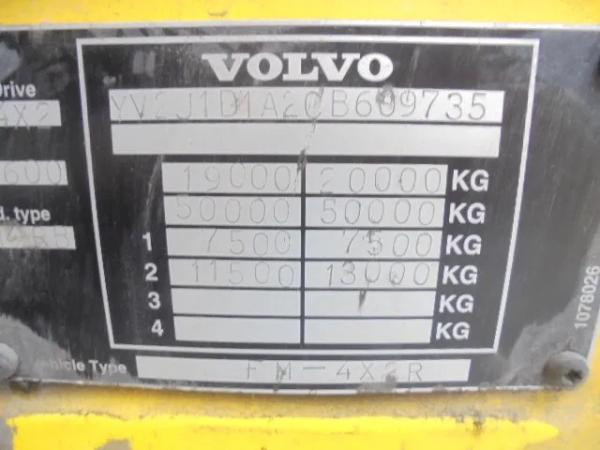 VOLVO
Drive
4X2
YV2J1D1A2CB609735
600
19000 20000 KG
50000 50000 KG
d. type
1 7500 7500 KG
2 11500 13000 KG
3 KG
4 KG
1078026
ehicle Type FM-4X2R